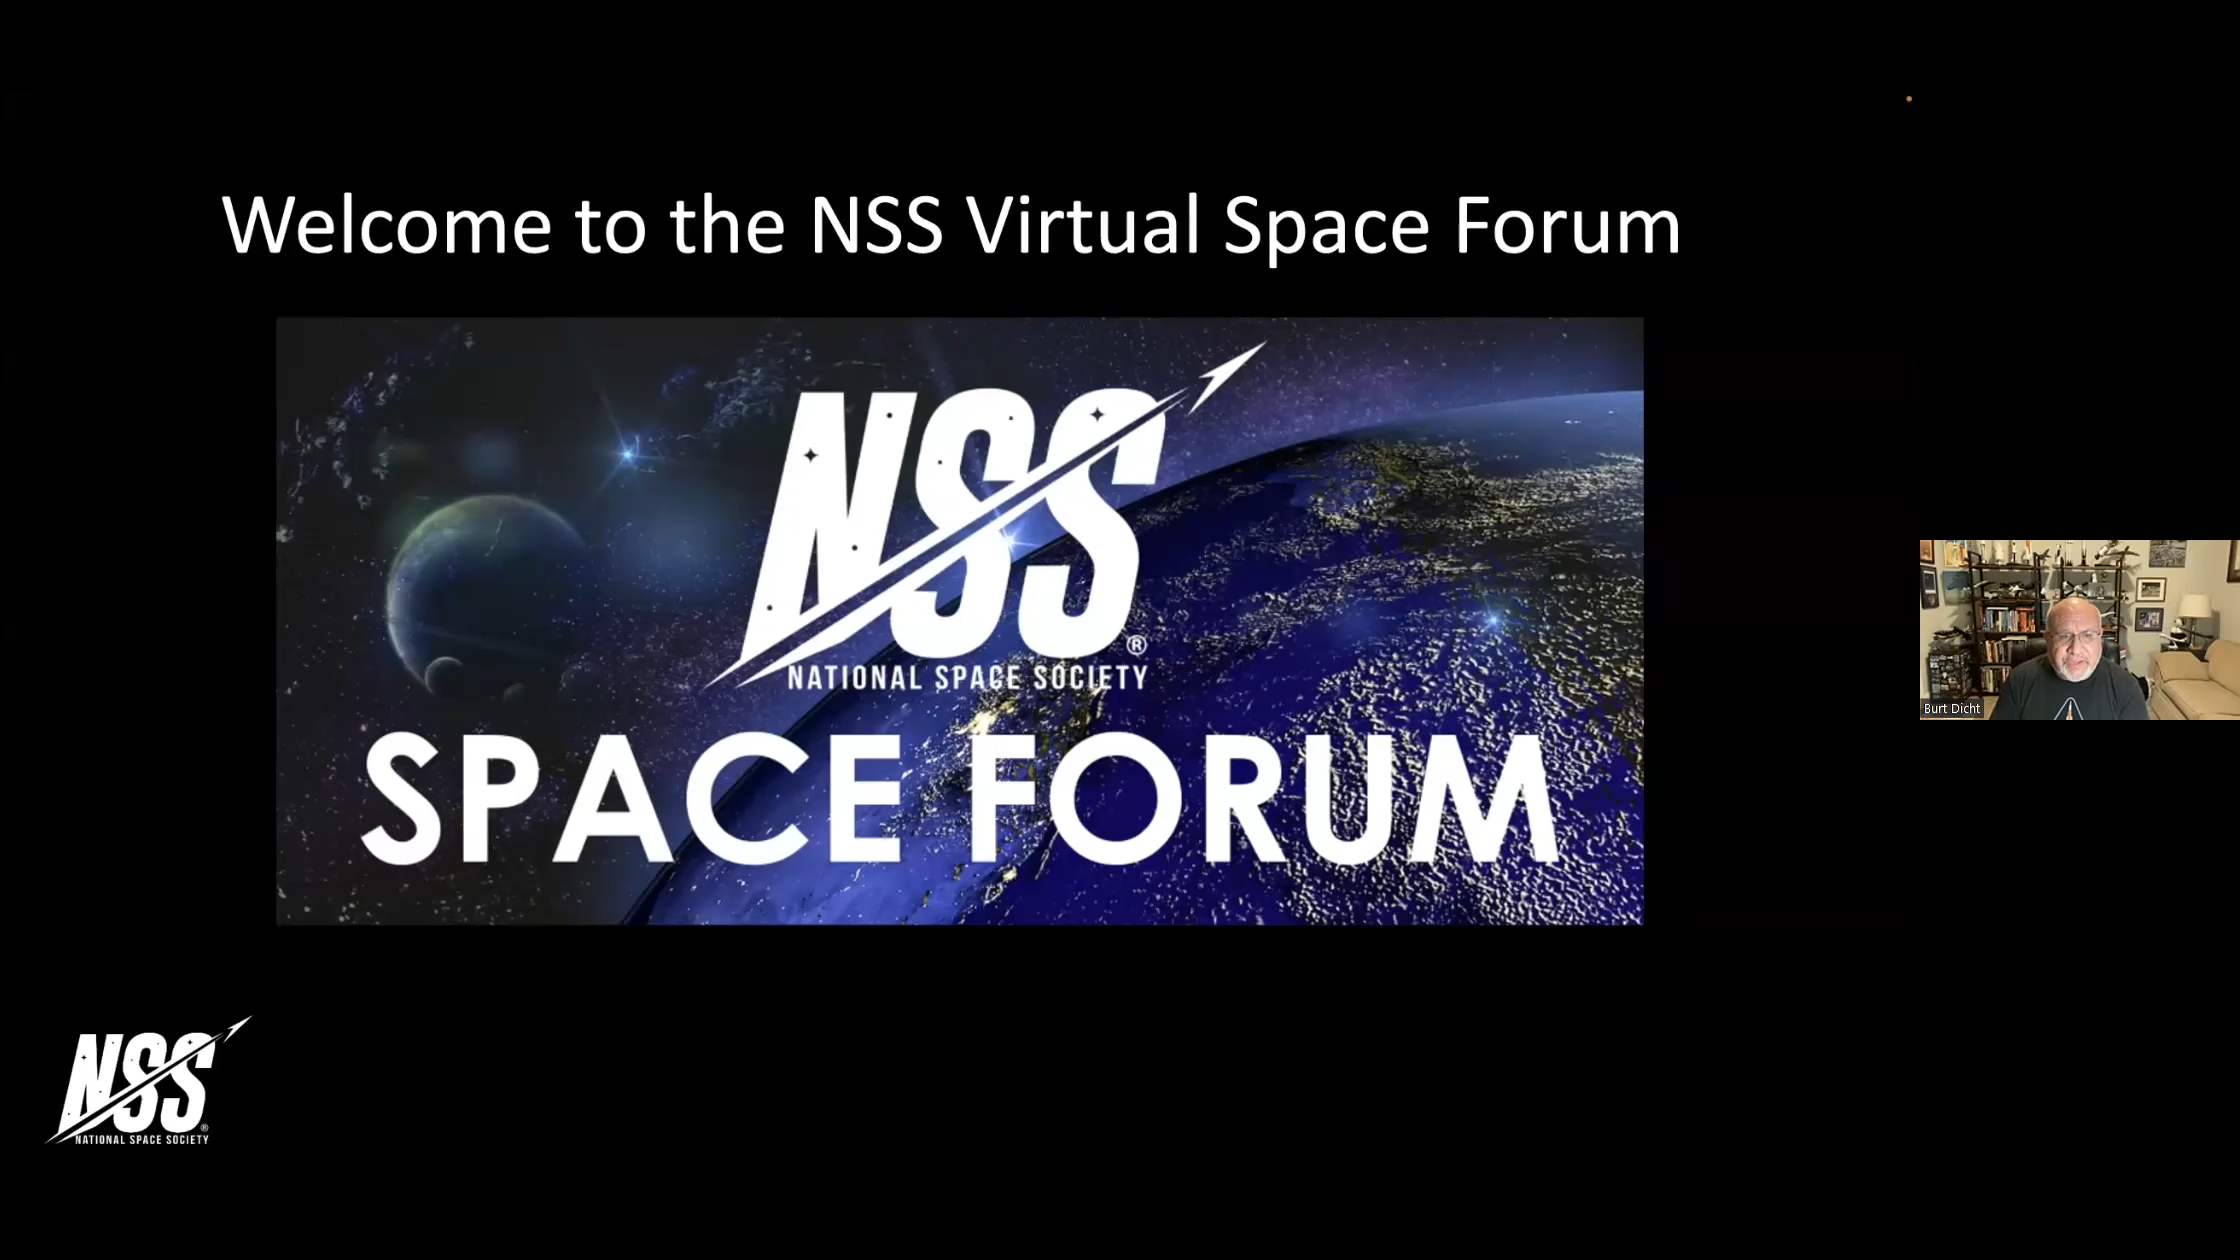 Welcome to the NSS Virtual Space Forum
NSS®
NATIONAL SPACE SOCIETY
SPACE FORUM
Burt Dicht
NSS®
NATIONAL SPACE SOCIETY